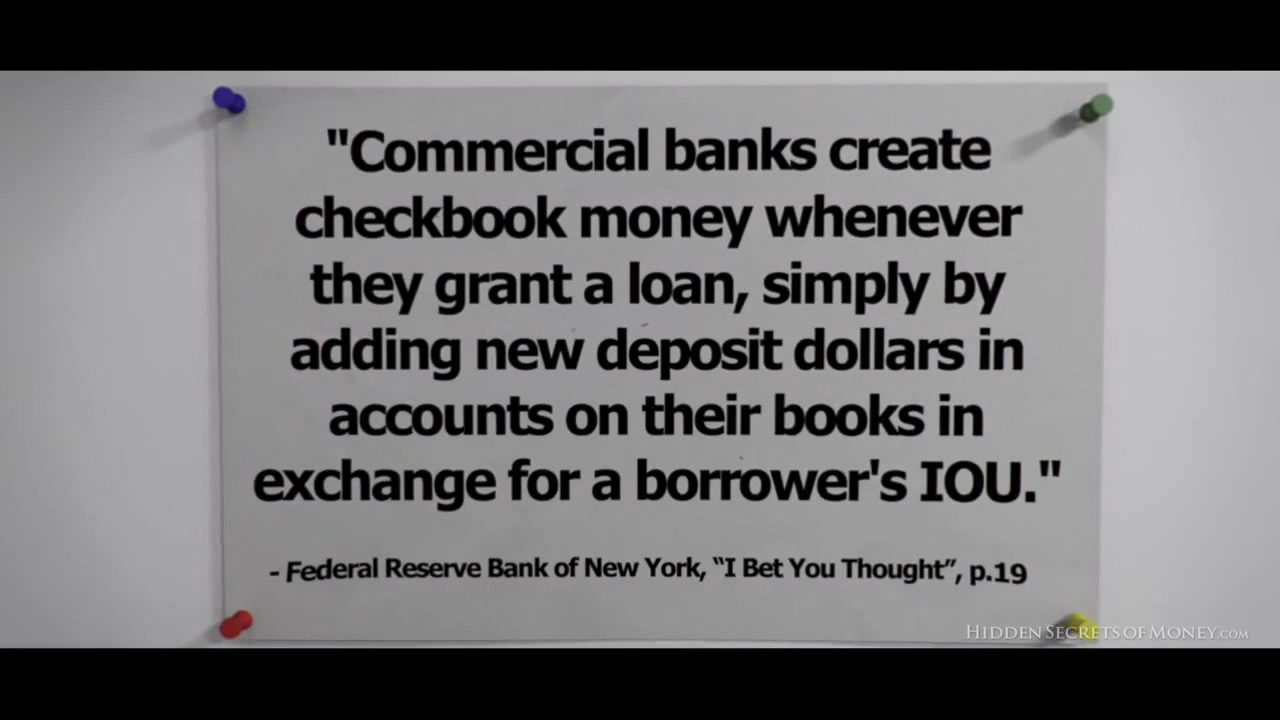 "Commercial banks create
checkbook money whenever
they grant a loan, simply by
adding new deposit dollars in
accounts on their books in
exchange for a borrower's IOU."
- Federal Reserve Bank of New York, “I Bet You Thought”, p.19
HIDDEN SECRETS OF MONEY.COM